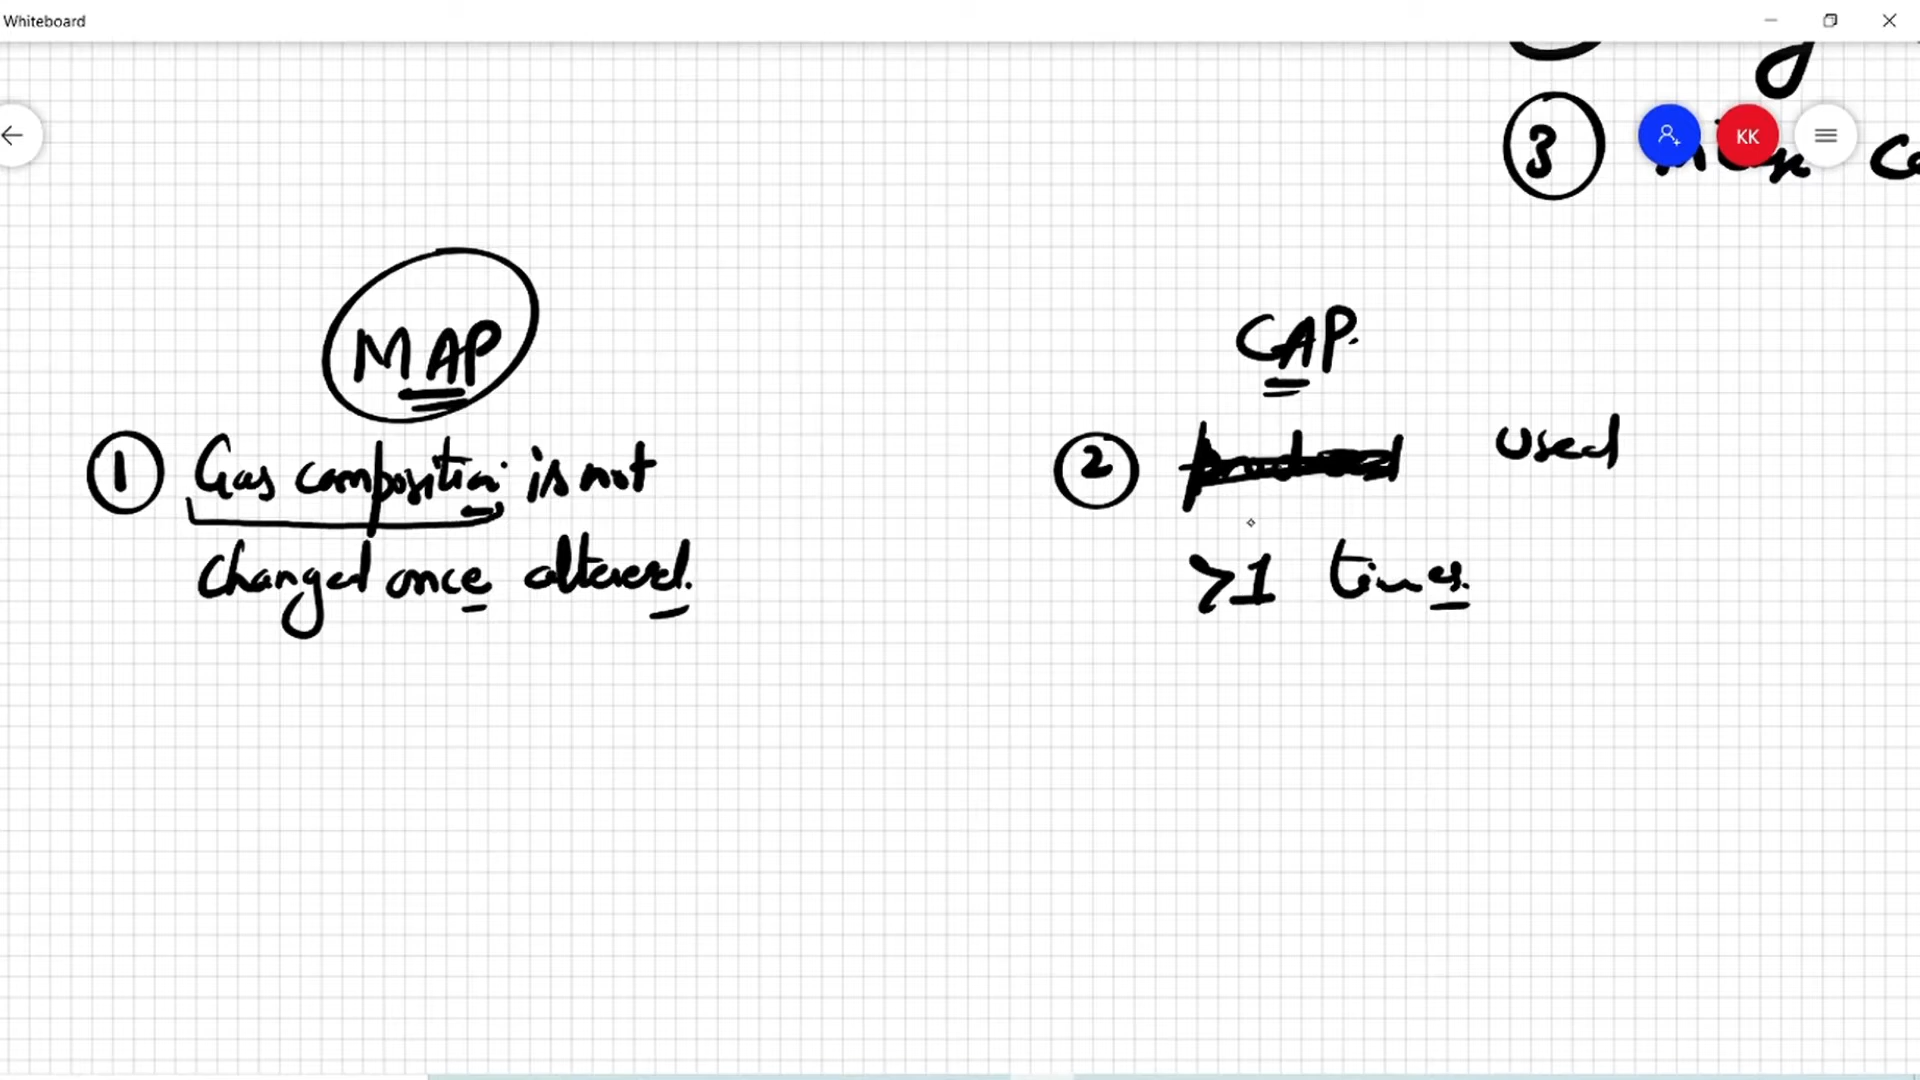 Whiteboard
3
KK
MAP
CAP.
1 Gas composition is not
changed once altered.
2 used
>1 times.